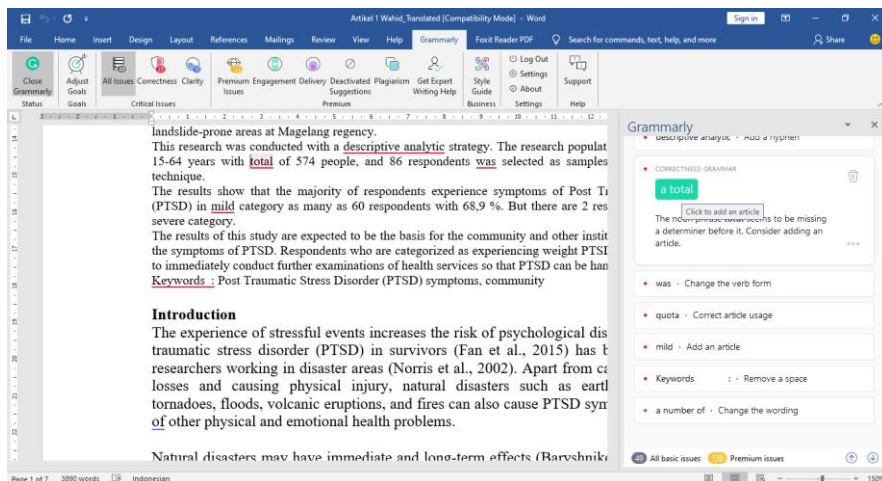 Artikel 1 Wahid_Translated [Compatibility Mode] - Word
Sign in
File Home Insert Design Layout References Mailings Review View Help Grammarly Foxit Reader PDF Search for commands, text, help, and more Share
Close Grammarly
Adjust Goals
All Issues
Correctness
Clarity
Premium Issues
Engagement
Delivery
Deactivated Suggestions
Plagiarism
Get Expert Writing Help
Style Guide
Log Out
Settings
About
Support
Status Goals Critical Issues Premium Business Settings Help
landslide-prone areas at Magelang regency.
This research was conducted with a descriptive analytic strategy. The research populat
15-64 years with total of 574 people, and 86 respondents was selected as samples
technique.
The results show that the majority of respondents experience symptoms of Post Tr
(PTSD) in mild category as many as 60 respondents with 68,9 %. But there are 2 res
severe category.
The results of this study are expected to be the basis for the community and other instit
the symptoms of PTSD. Respondents who are categorized as experiencing weight PTSI
to immediately conduct further examinations of health services so that PTSD can be han
Keywords : Post Traumatic Stress Disorder (PTSD) symptoms, community
Introduction
The experience of stressful events increases the risk of psychological dis
traumatic stress disorder (PTSD) in survivors (Fan et al., 2015) has b
researchers working in disaster areas (Norris et al., 2002). Apart from ca
losses and causing physical injury, natural disasters such as eartl
tornadoes, floods, volcanic eruptions, and fires can also cause PTSD sym
of other physical and emotional health problems.
Natural disasters may have immediate and long-term effects (Baryshnik
Grammarly
descriptive analytic · Add a hyphen
CORRECTNESS·GRAMMAR
a total
Click to add an article
The noun phrase total seems to be missing
a determiner before it. Consider adding an
article.
was · Change the verb form
quota · Correct article usage
mild · Add an article
Keywords : · Remove a space
a number of · Change the wording
49 All basic issues Premium issues
Page 1 of 7 3890 words Indonesian 150%